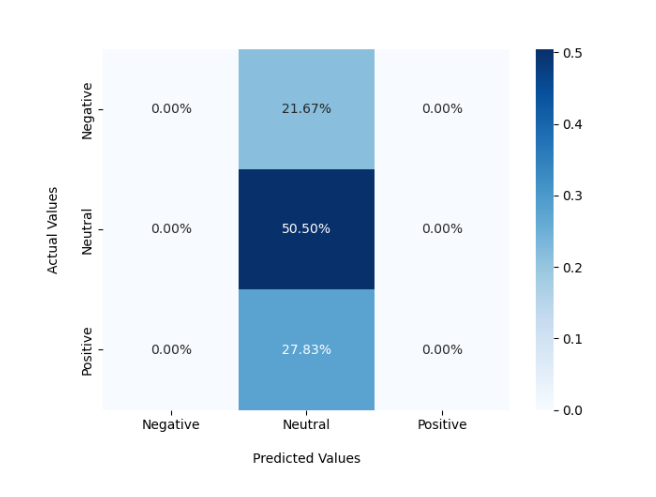 Actual Values
Negative
Neutral
Positive
0.00% 21.67% 0.00%
0.00% 50.50% 0.00%
0.00% 27.83% 0.00%
Negative Neutral Positive
Predicted Values
0.5
0.4
0.3
0.2
0.1
0.0